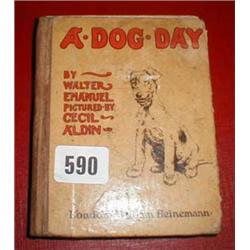 A·DOG·DAY
BY
WALTER
EMANUEL
PICTURED·BY
CECIL
ALDIN
590
London: William Heinemann